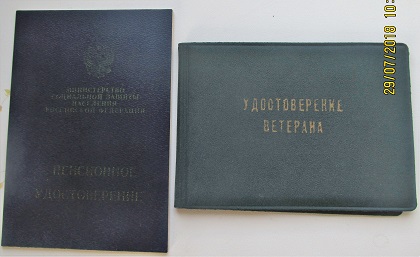 МИНИСТЕРСТВО
СОЦИАЛЬНОЙ ЗАЩИТЫ
НАСЕЛЕНИЯ
РОССИЙСКОЙ ФЕДЕРАЦИИ
ПЕНСИОННОЕ
УДОСТОВЕРЕНИЕ
УДОСТОВЕРЕНИЕ
ВЕТЕРАНА
29/07/2018